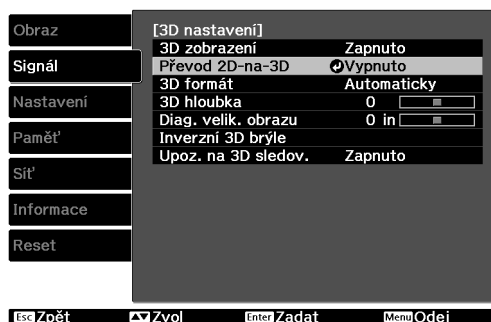 Obraz
Signál
Nastavení
Paměť
Síť
Informace
Reset
[3D nastavení]
3D zobrazení Zapnuto
Převod 2D-na-3D Vypnuto
3D formát Automaticky
3D hloubka 0
Diag. velik. obrazu 0 in
Inverzní 3D brýle
Upoz. na 3D sledov. Zapnuto
Esc Zpět Zvol Enter Zadat Menu Odej